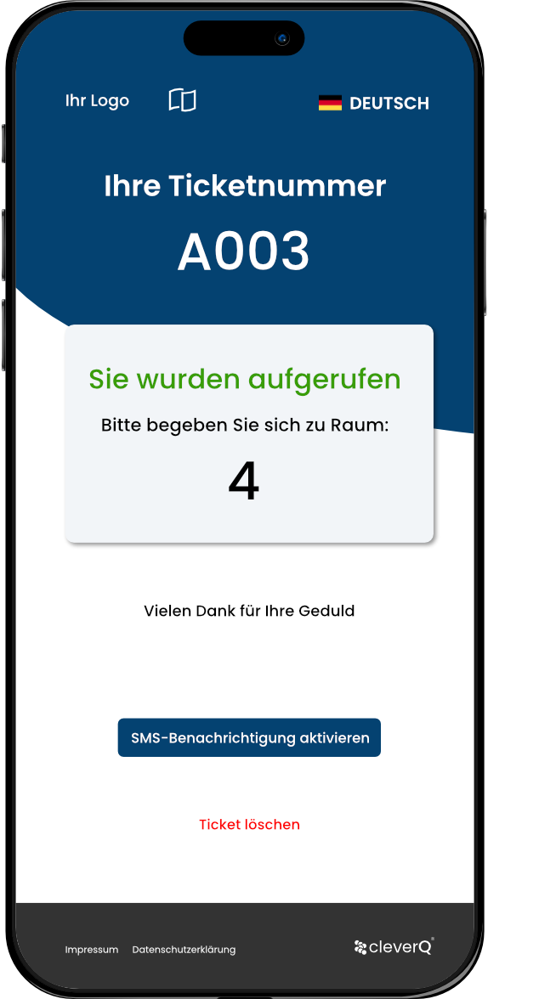 Ihr Logo
DEUTSCH
Ihre Ticketnummer
A003
Sie wurden aufgerufen
Bitte begeben Sie sich zu Raum:
4
Vielen Dank für Ihre Geduld
SMS-Benachrichtigung aktivieren
Ticket löschen
Impressum Datenschutzerklärung
cleverQ®